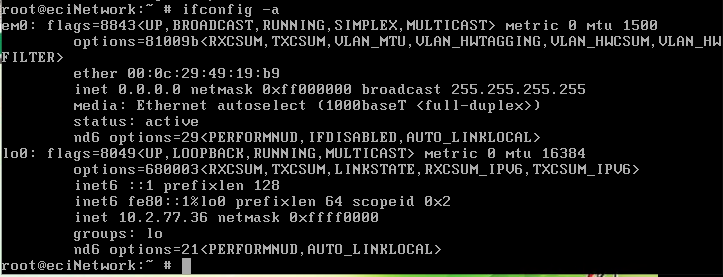 root@eciNetwork:~ # ifconfig -a
em0: flags=8843<UP,BROADCAST,RUNNING,SIMPLEX,MULTICAST> metric 0 mtu 1500
        options=81009b<RXCSUM,TXCSUM,VLAN_MTU,VLAN_HWTAGGING,VLAN_HWCSUM,VLAN_HW
FILTER>
        ether 00:0c:29:49:19:b9
        inet 0.0.0.0 netmask 0xff000000 broadcast 255.255.255.255
        media: Ethernet autoselect (1000baseT <full-duplex>)
        status: active
        nd6 options=29<PERFORMNUD,IFDISABLED,AUTO_LINKLOCAL>
lo0: flags=8049<UP,LOOPBACK,RUNNING,MULTICAST> metric 0 mtu 16384
        options=680003<RXCSUM,TXCSUM,LINKSTATE,RXCSUM_IPV6,TXCSUM_IPV6>
        inet6 ::1 prefixlen 128
        inet6 fe80::1%lo0 prefixlen 64 scopeid 0x2
        inet 10.2.77.36 netmask 0xffff0000
        groups: lo
        nd6 options=21<PERFORMNUD,AUTO_LINKLOCAL>
root@eciNetwork:~ #